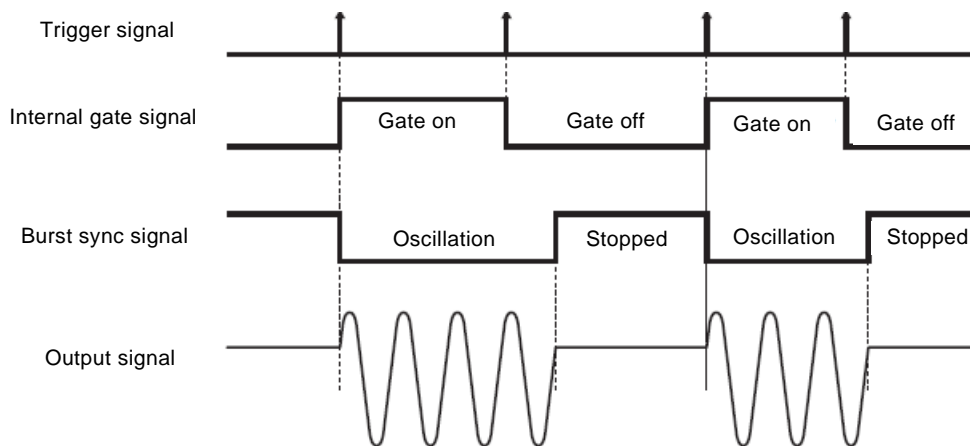 Trigger signal
Internal gate signal
Gate on
Gate off
Gate on
Gate off
Burst sync signal
Oscillation
Stopped
Oscillation
Stopped
Output signal